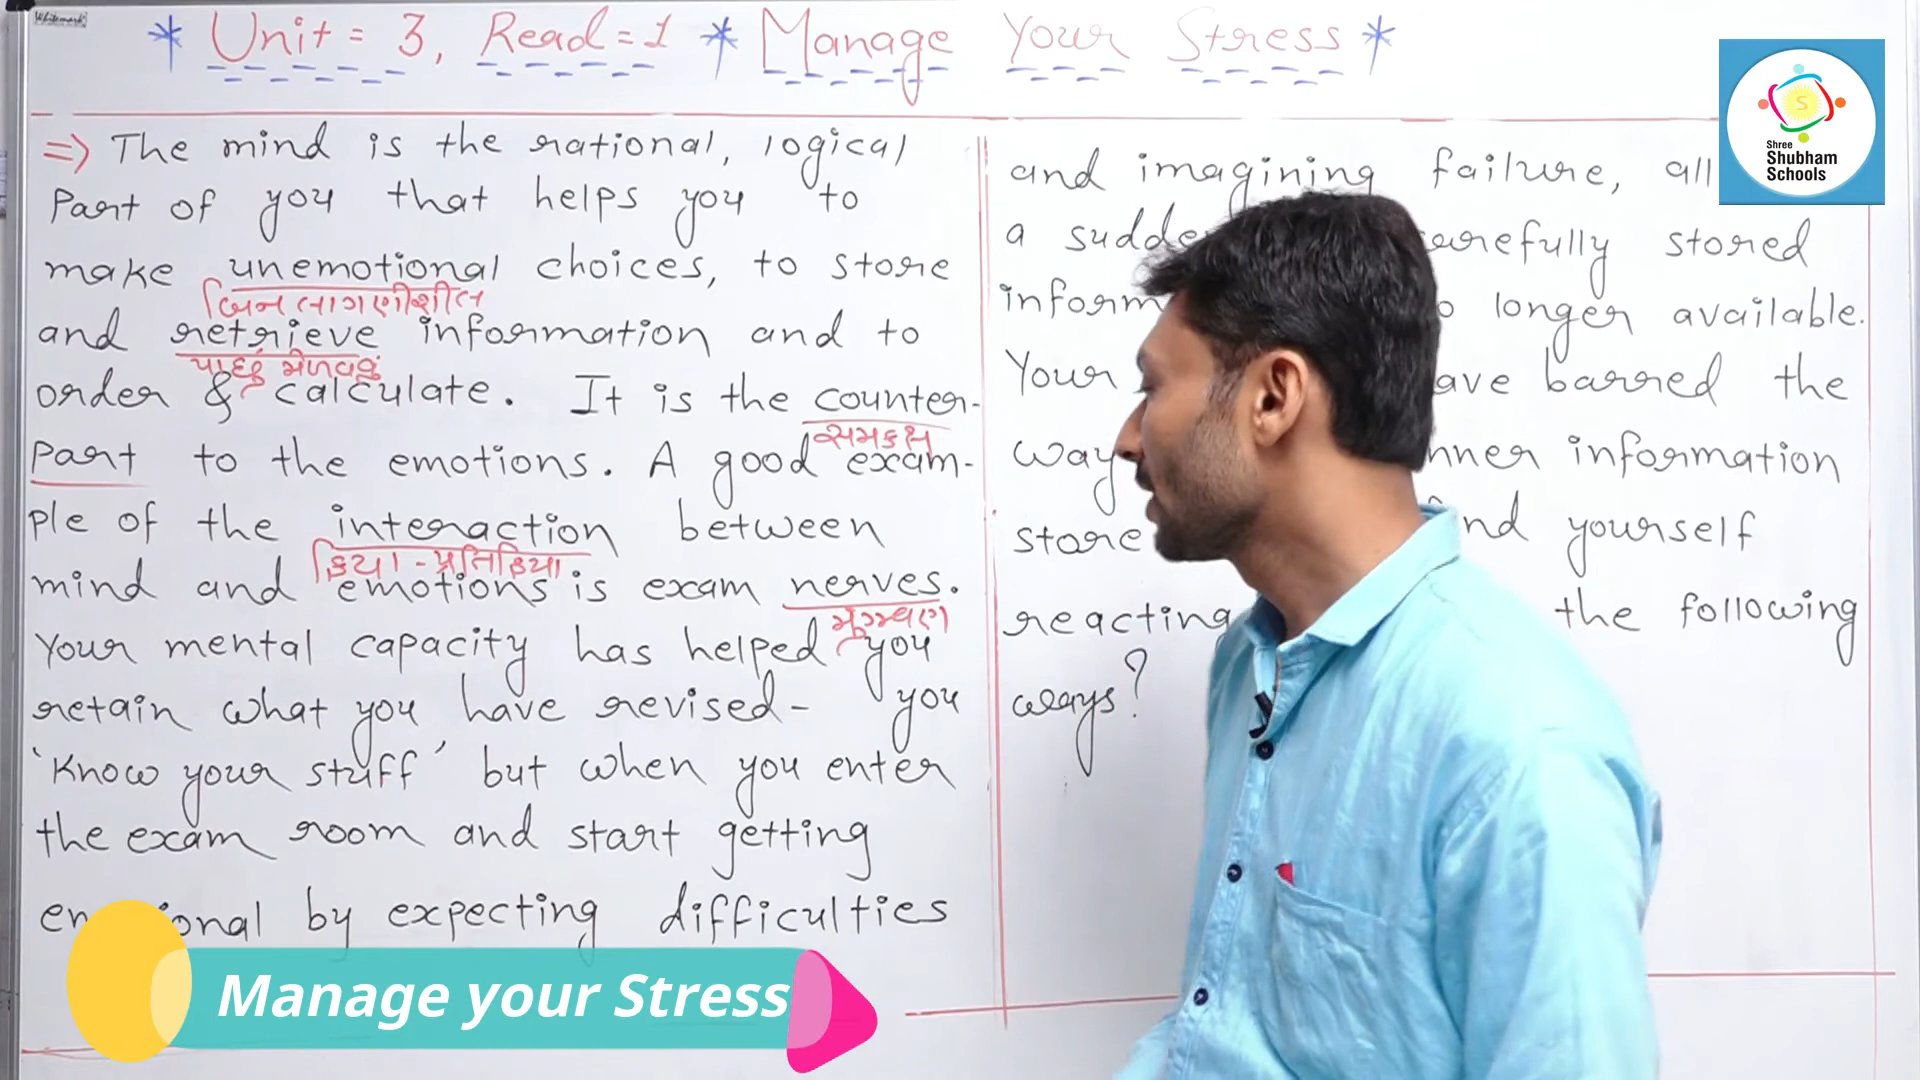 Whitemark
* Unit = 3, Read = 1 * Manage Your Stress *
⇒ The mind is the rational, logical
Part of you that helps you to
make unemotional choices, to store
બિન લાગણીશીલ
and retrieve information and to
પાછું મેળવવું
order & calculate. It is the counter-
સમકક્ષ
Part to the emotions. A good exam-
ple of the interaction between
ક્રિયા-પ્રતિક્રિયા
mind and emotions is exam nerves.
મૂંઝવણ
Your mental capacity has helped you
retain what you have revised- you
'Know your stuff' but when you enter
the exam room and start getting
by expecting difficulties
and imagining failure, all
a carefully stored
longer available.
Your barred the
way information
store yourself
reacting the following
ways?
Shree
Shubham
Schools
S
Manage your Stress